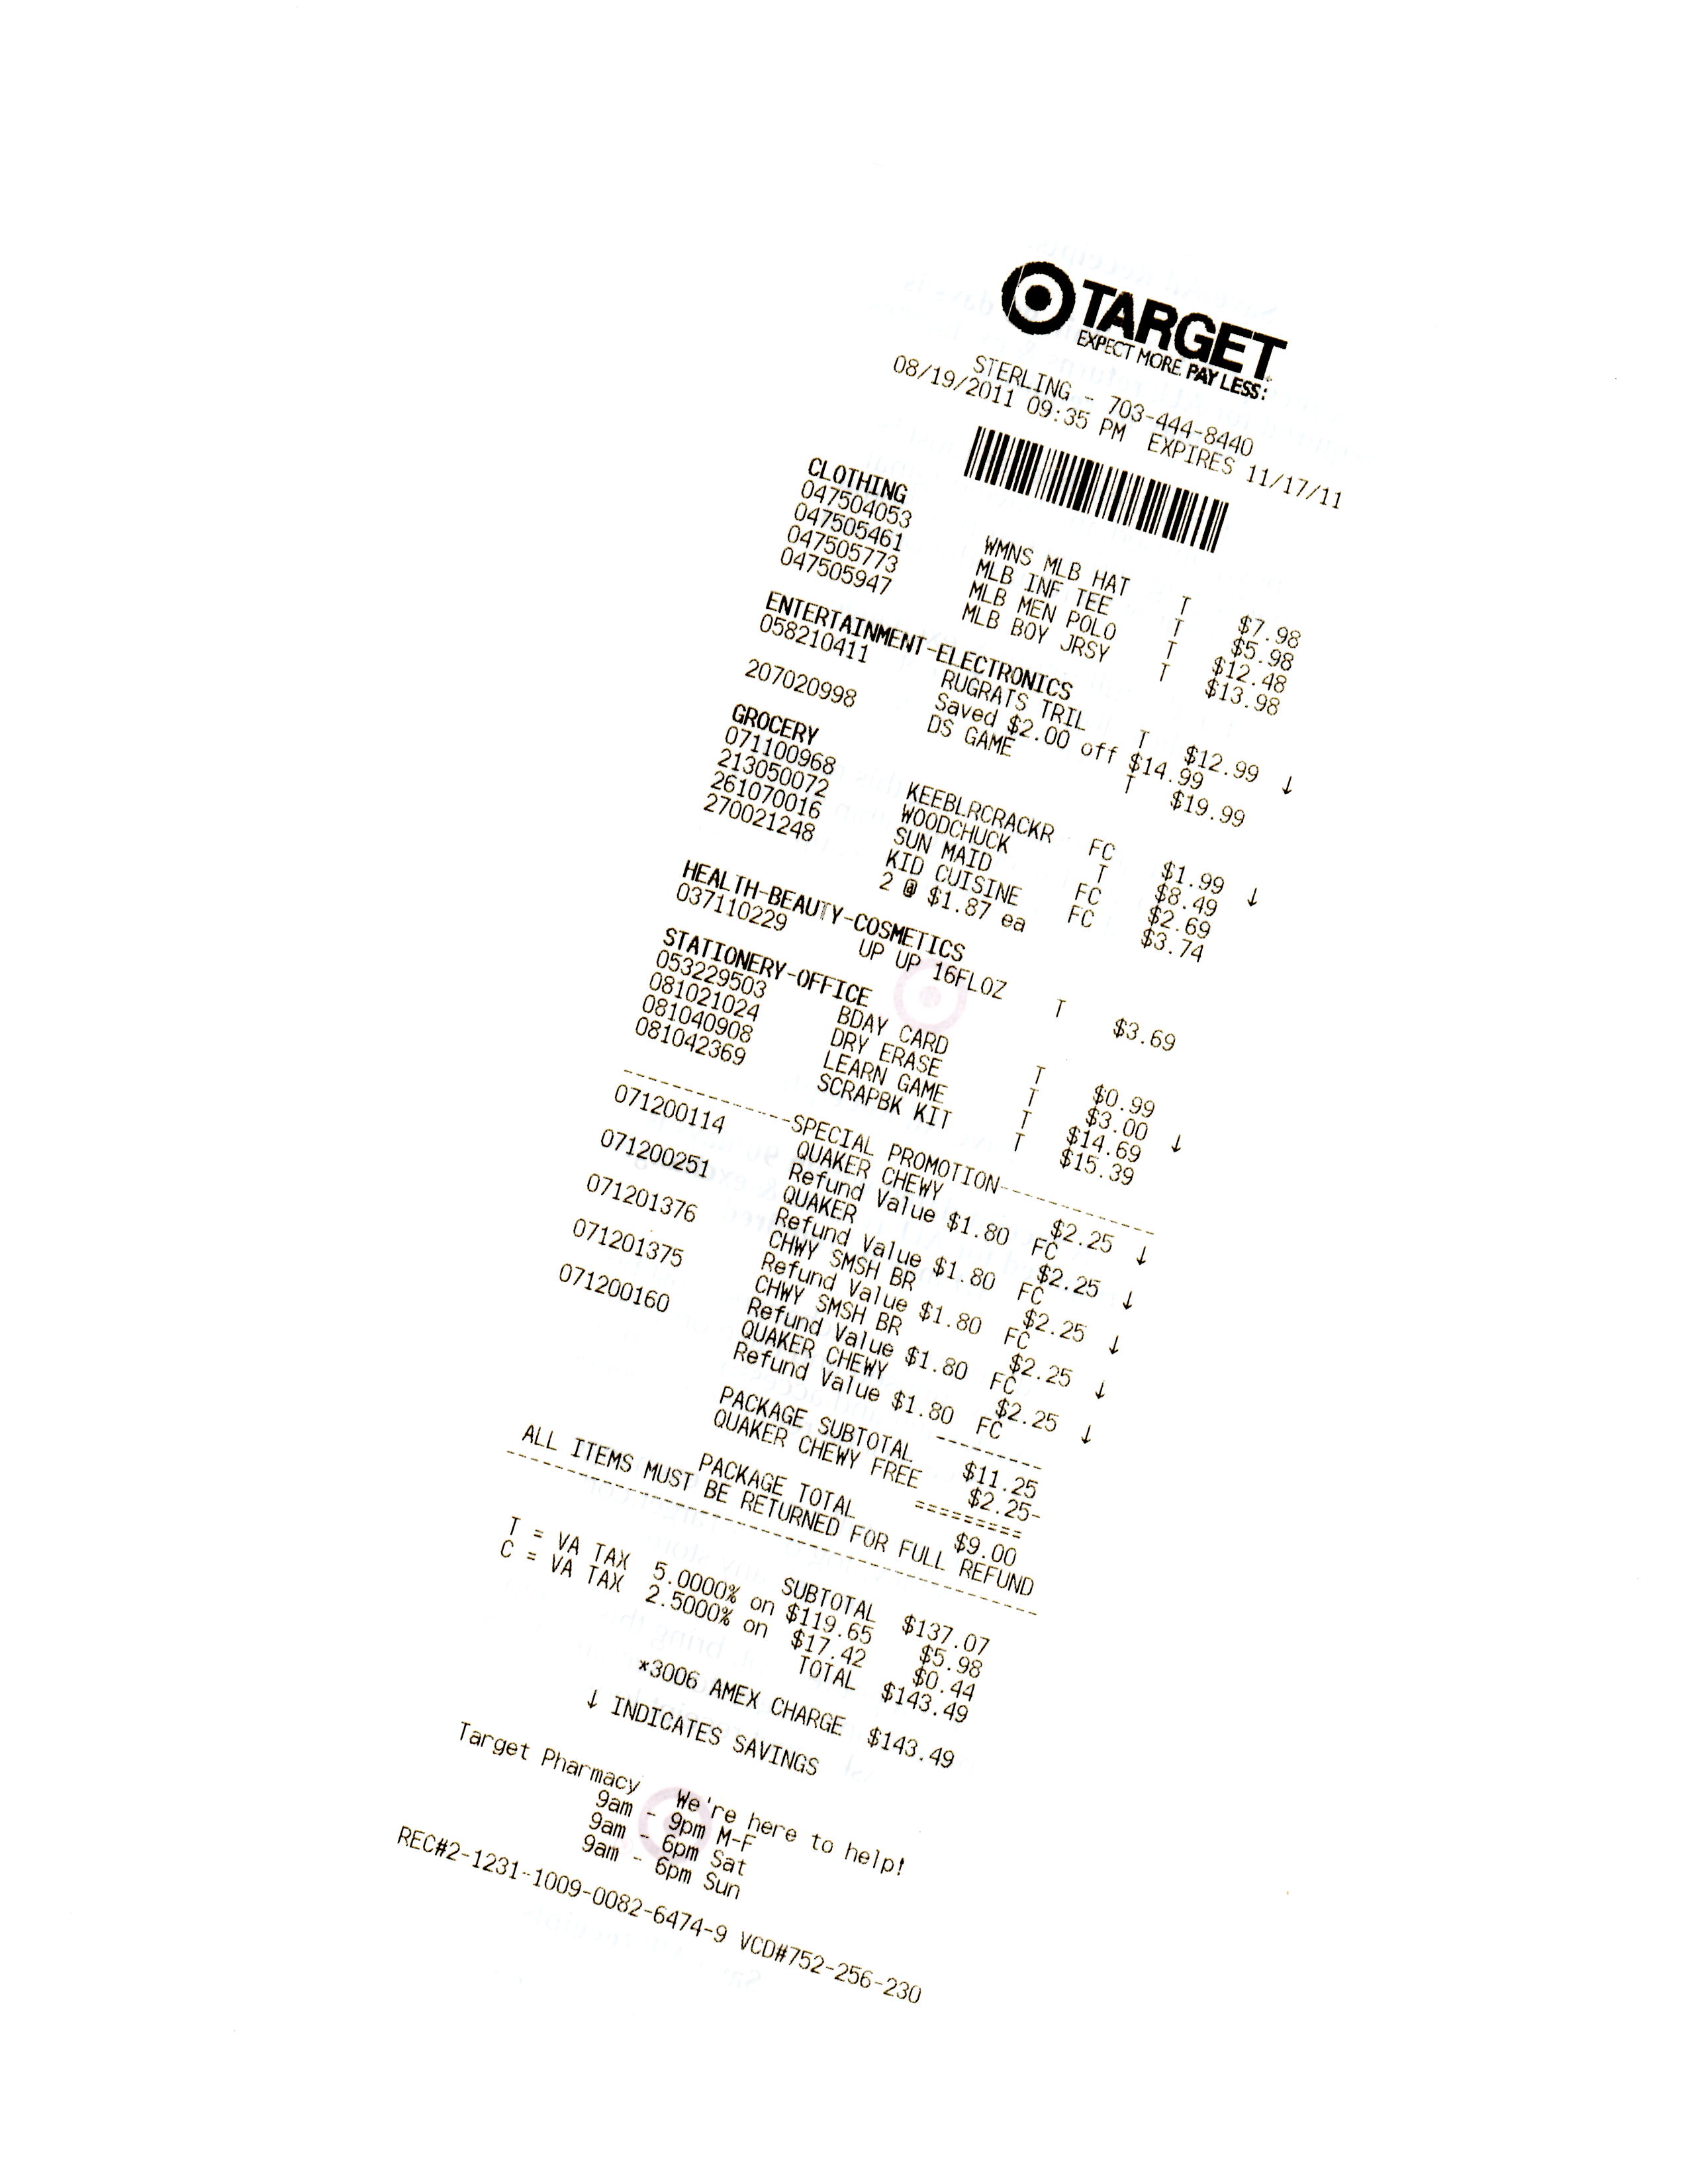 TARGET
EXPECT MORE. PAY LESS.
STERLING - 703-444-8440
08/19/2011 09:35 PM EXPIRES 11/17/11
CLOTHING
047504053 WMNS MLB HAT T $7.98
047505461 MLB INF TEE T $5.98
047505773 MLB MEN POLO T $12.48
047505947 MLB BOY JRSY T $13.98
ENTERTAINMENT-ELECTRONICS
058210411 RUGRATS TRIL T $12.99 ↓
Saved $2.00 off $14.99
207020998 DS GAME T $19.99
GROCERY
071100968 KEEBLRCRACKR FC $1.99 ↓
213050072 WOODCHUCK T $8.49
261070016 SUN MAID FC $2.69
270021248 KID CUISINE FC $3.74
2 @ $1.87 ea
HEALTH-BEAUTY-COSMETICS
037110229 UP UP 16FLOZ T $3.69
STATIONERY-OFFICE
053229503 BDAY CARD T $0.99
081021024 DRY ERASE T $3.00 ↓
081040908 LEARN GAME T $14.69
081042369 SCRAPBK KIT T $15.39
------------SPECIAL PROMOTION------------
071200114 QUAKER CHEWY $2.25 ↓
Refund Value $1.80 FC
071200251 QUAKER $2.25 ↓
Refund Value $1.80 FC
071201376 CHWY SMSH BR $2.25 ↓
Refund Value $1.80 FC
071201375 CHWY SMSH BR $2.25 ↓
Refund Value $1.80 FC
071200160 QUAKER CHEWY $2.25 ↓
Refund Value $1.80 FC
---------
PACKAGE SUBTOTAL $11.25
QUAKER CHEWY FREE $2.25-
=========
PACKAGE TOTAL $9.00
ALL ITEMS MUST BE RETURNED FOR FULL REFUND
----------------------------------------
SUBTOTAL $137.07
T = VA TAX 5.0000% on $119.65 $5.98
C = VA TAX 2.5000% on $17.42 $0.44
TOTAL $143.49
*3006 AMEX CHARGE $143.49
↓ INDICATES SAVINGS
Target Pharmacy We're here to help!
9am - 9pm M-F
9am - 6pm Sat
9am - 6pm Sun
REC#2-1231-1009-0082-6474-9 VCD#752-256-230